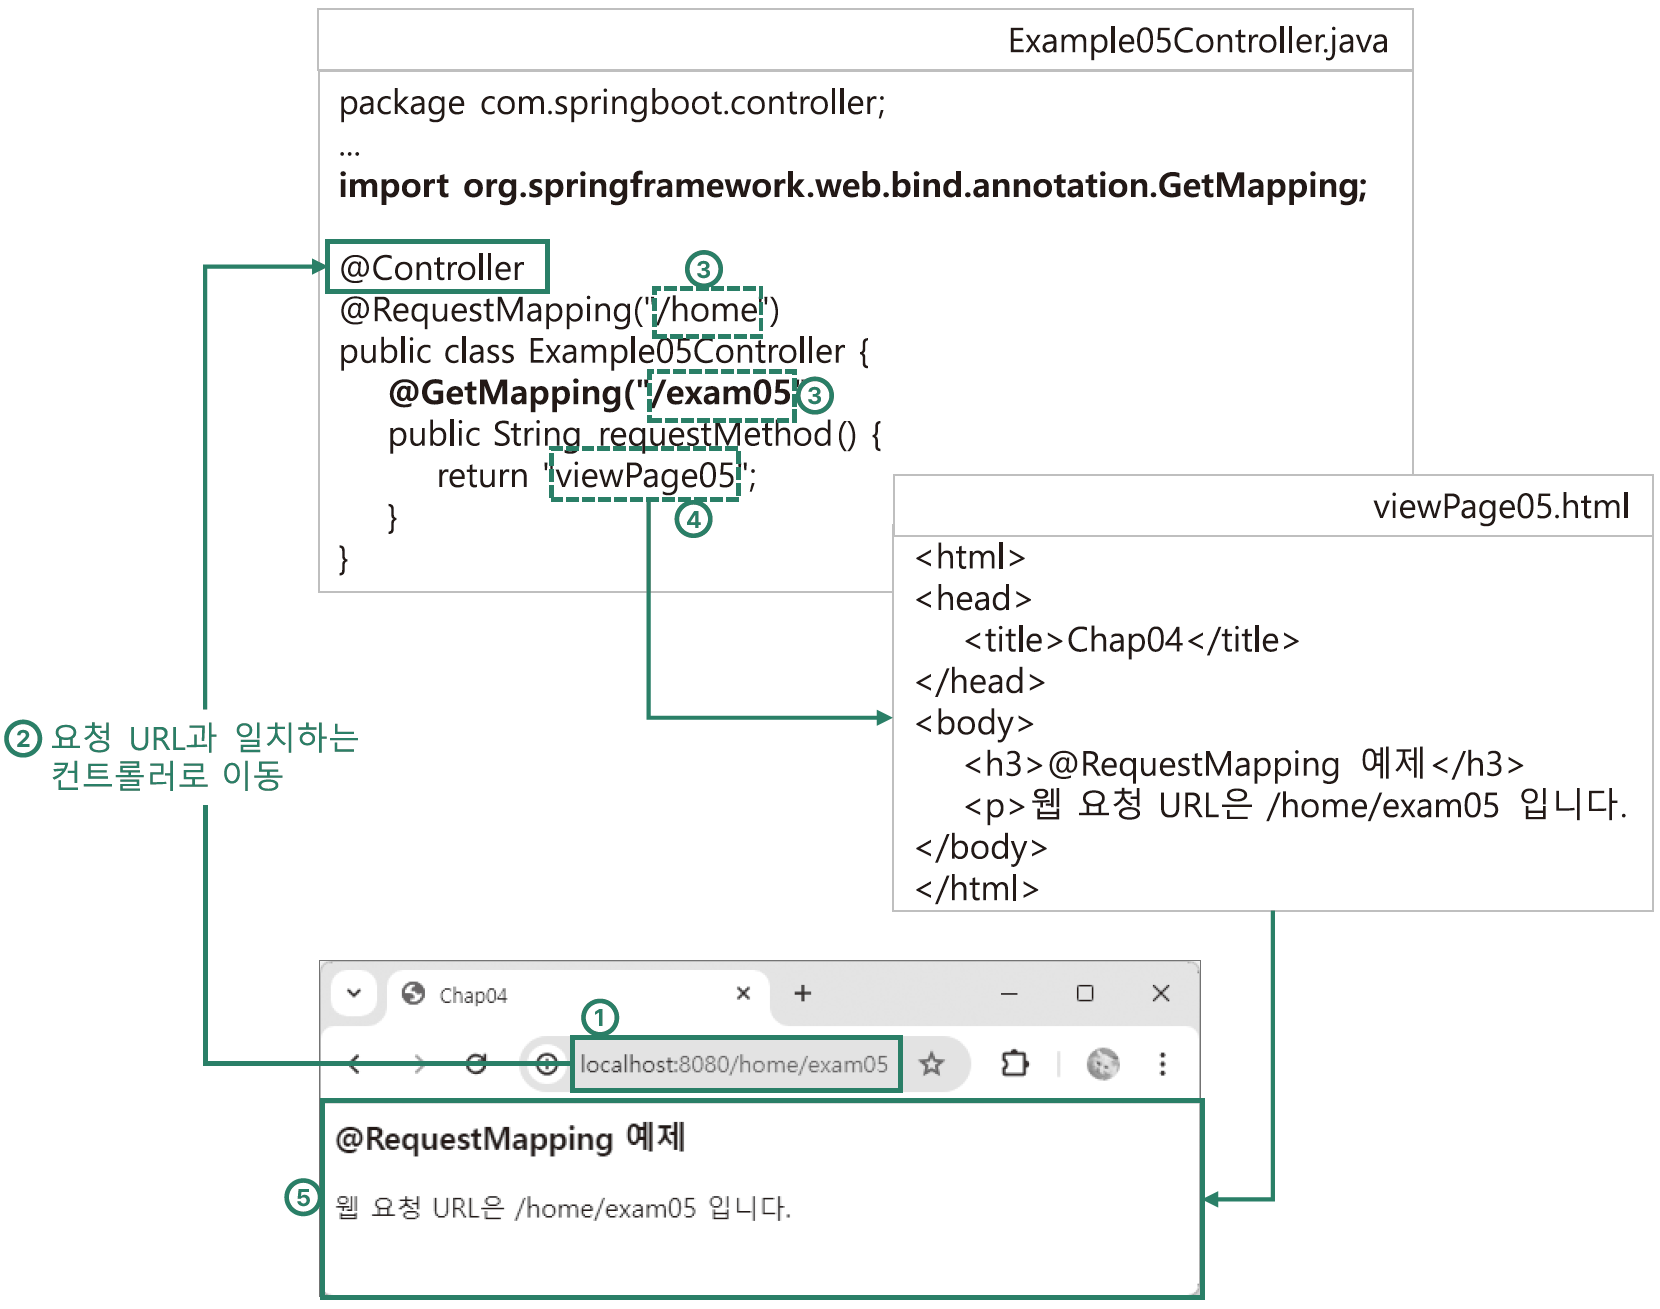 Example05Controller.java
package com.springboot.controller;
...
import org.springframework.web.bind.annotation.GetMapping;
@Controller
③
@RequestMapping("/home")
public class Example05Controller {
@GetMapping("/exam05" ③
public String requestMethod() {
return "viewPage05";
④
}
}
viewPage05.html
<html>
<head>
<title>Chap04</title>
</head>
<body>
<h3>@RequestMapping 예제</h3>
<p>웹 요청 URL은 /home/exam05 입니다.
</body>
</html>
② 요청 URL과 일치하는
컨트롤러로 이동
Chap04
①
localhost:8080/home/exam05
@RequestMapping 예제
⑤
웹 요청 URL은 /home/exam05 입니다.